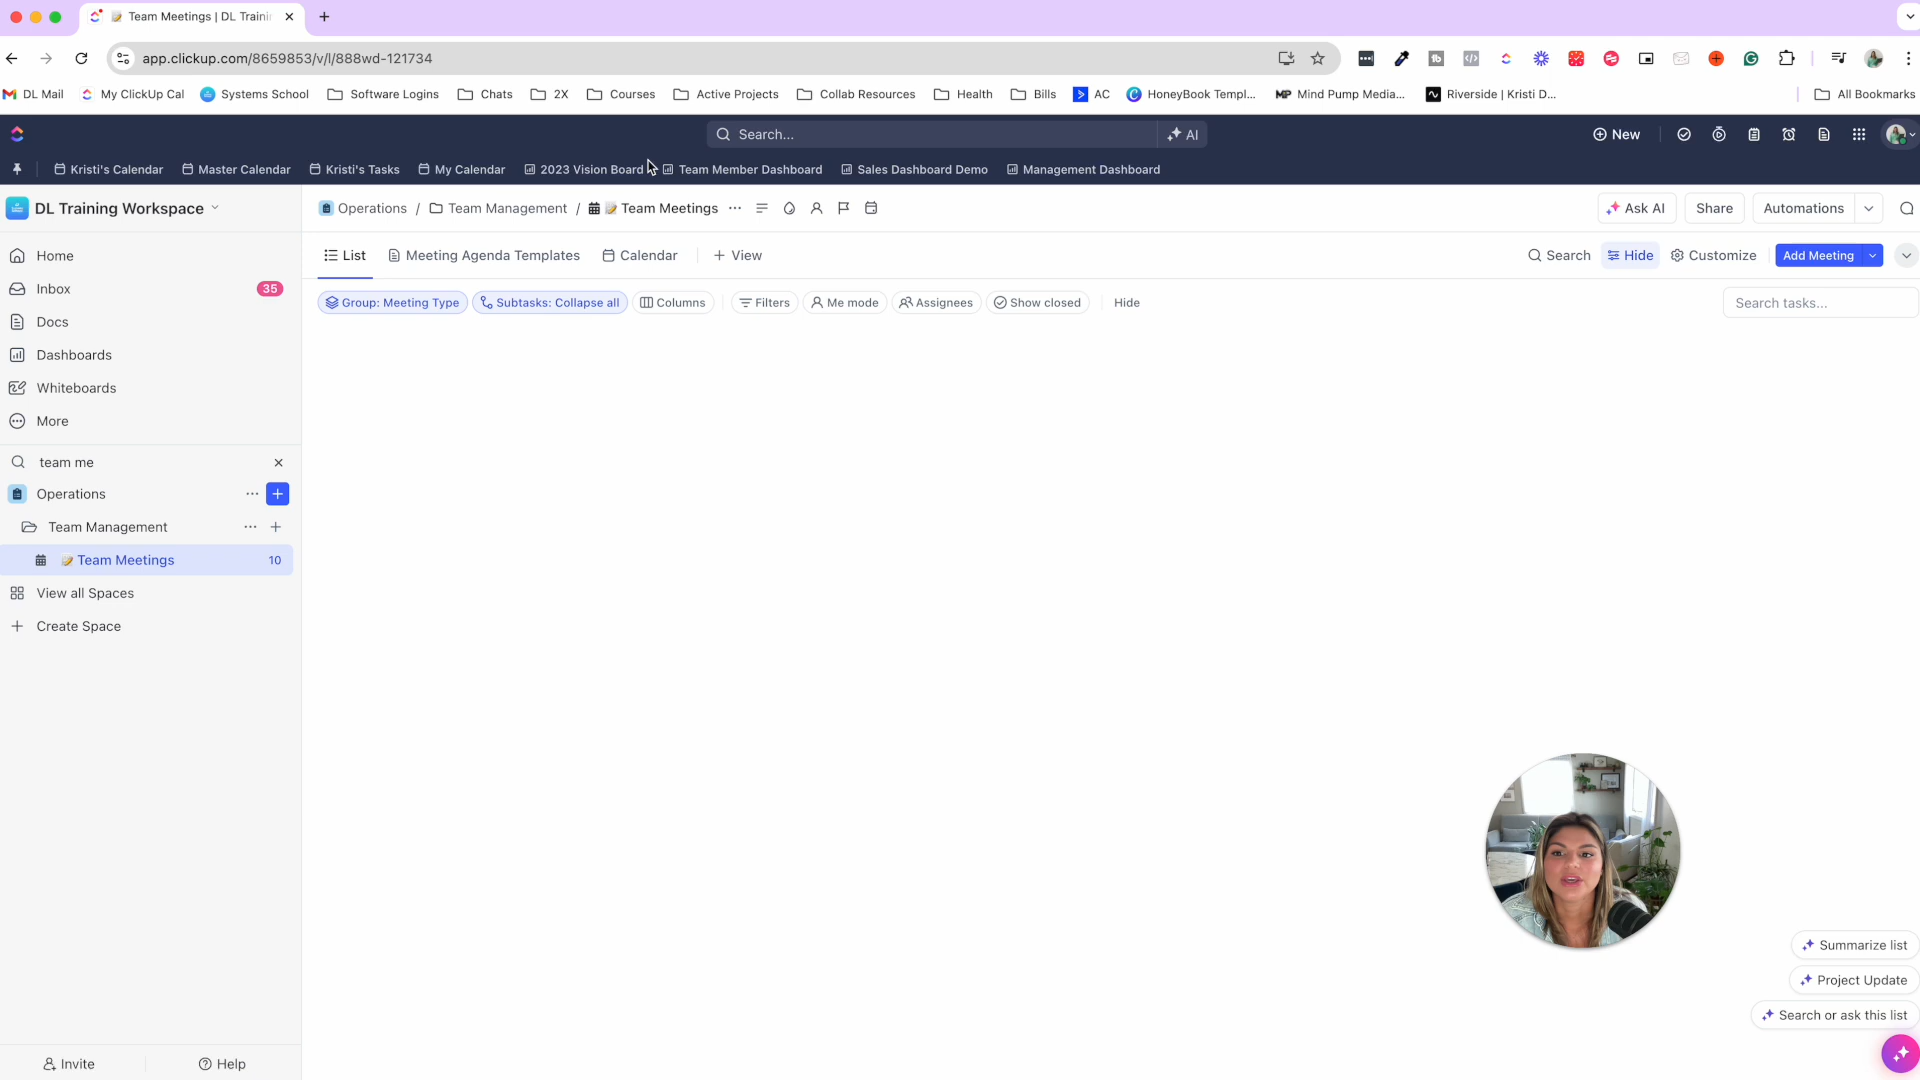 Team Meetings | DL Trainin
app.clickup.com/8659853/v/l/888wd-121734
DL Mail
My ClickUp Cal
Systems School
Software Logins
Chats
2X
Courses
Active Projects
Collab Resources
Health
Bills
AC
HoneyBook Templ...
MP Mind Pump Media...
Riverside | Kristi D...
All Bookmarks
Search...
AI
New
Kristi's Calendar
Master Calendar
Kristi's Tasks
My Calendar
2023 Vision Board
Team Member Dashboard
Sales Dashboard Demo
Management Dashboard
DL Training Workspace
Operations / Team Management / Team Meetings
Ask AI
Share
Automations
Home
Inbox 35
Docs
Dashboards
Whiteboards
More
team me
Operations
Team Management
Team Meetings 10
View all Spaces
Create Space
Invite
Help
List
Meeting Agenda Templates
Calendar
+ View
Search
Hide
Customize
Add Meeting
Group: Meeting Type
Subtasks: Collapse all
Columns
Filters
Me mode
Assignees
Show closed
Hide
Search tasks...
Summarize list
Project Update
Search or ask this list